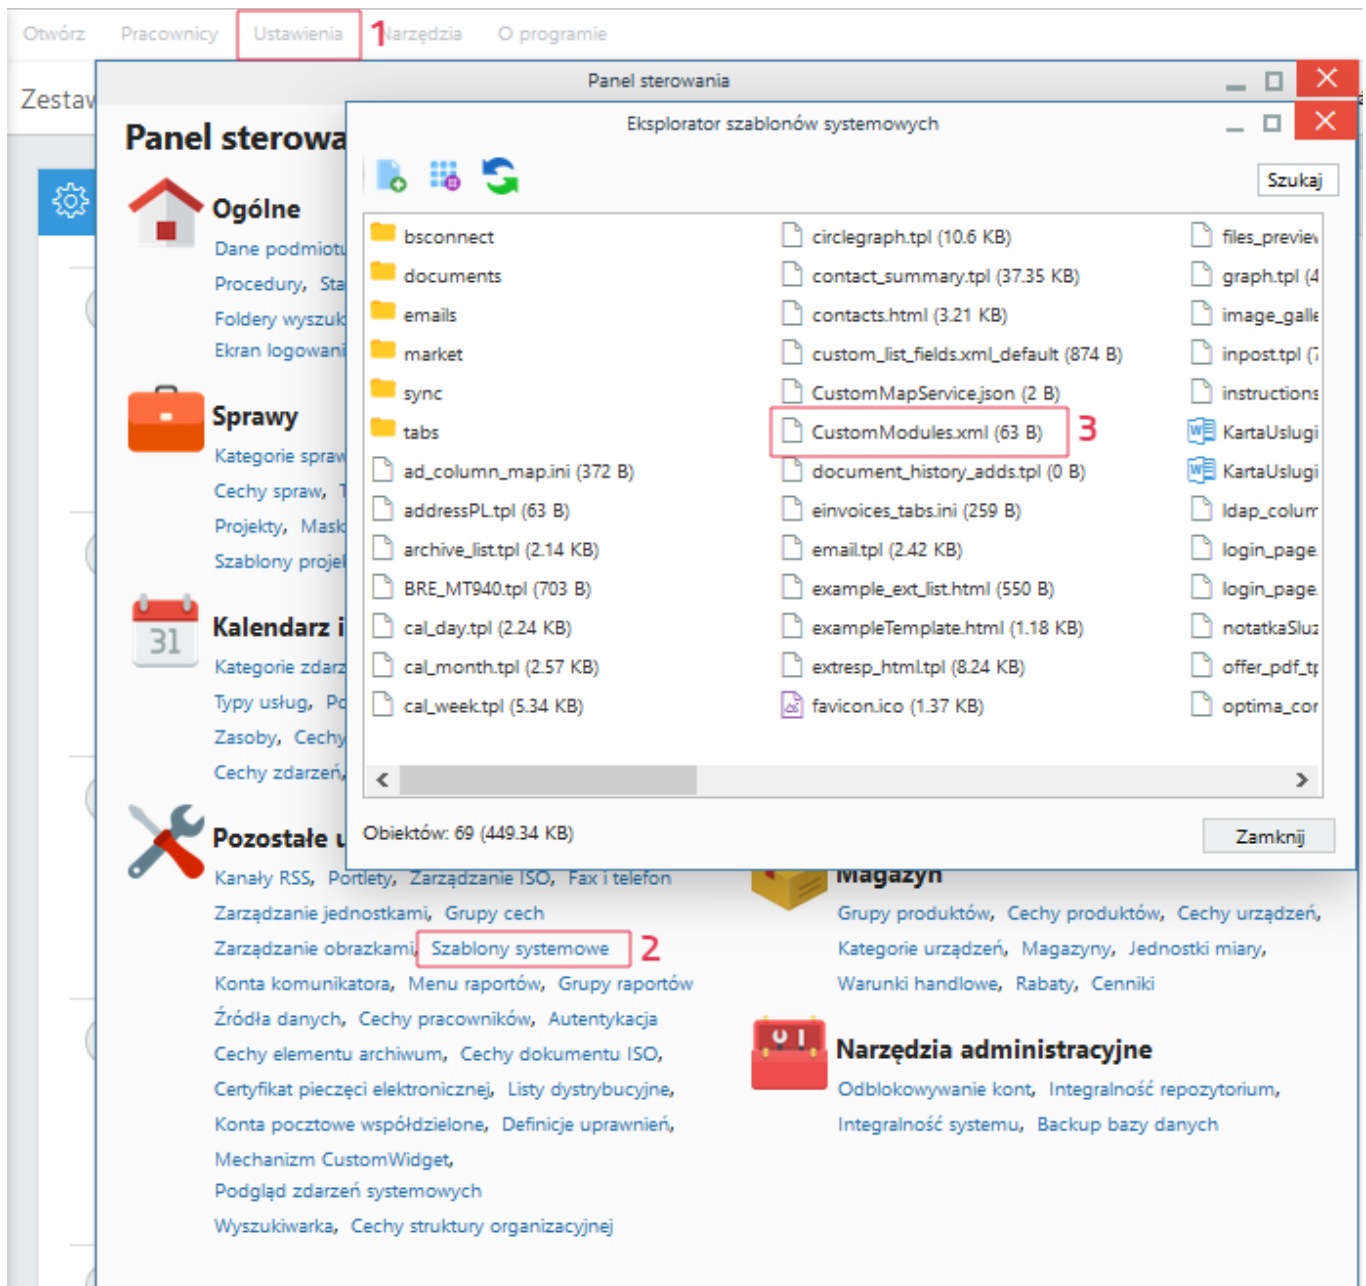 Otwórz Pracownicy Ustawienia 1 Narzędzia O programie
Panel sterowania
Eksplorator szablonów systemowych
Szukaj
bsconnect
documents
emails
market
sync
tabs
ad_column_map.ini (372 B)
addressPL.tpl (63 B)
archive_list.tpl (2.14 KB)
BRE_MT940.tpl (703 B)
cal_day.tpl (2.24 KB)
cal_month.tpl (2.57 KB)
cal_week.tpl (5.34 KB)
circlegraph.tpl (10.6 KB)
contact_summary.tpl (37.35 KB)
contacts.html (3.21 KB)
custom_list_fields.xml_default (874 B)
CustomMapService.json (2 B)
CustomModules.xml (63 B) 3
document_history_adds.tpl (0 B)
einvoices_tabs.ini (259 B)
email.tpl (2.42 KB)
example_ext_list.html (550 B)
exampleTemplate.html (1.18 KB)
extresp_html.tpl (8.24 KB)
favicon.ico (1.37 KB)
files_preview
graph.tpl (4
image_galle
inpost.tpl (7
instructions
KartaUslugi
KartaUslugi
ldap_colum
login_page.
login_page.
notatkaSluz
offer_pdf_tp
optima_cor
Obiektów: 69 (449.34 KB)
Zamknij
Zestaw
Panel sterowa
Ogólne
Dane podmiotu
Procedury, Sta
Foldery wyszuk
Ekran logowani
Sprawy
Kategorie spraw
Cechy spraw, T
Projekty, Mask
Szablony projek
31
Kalendarz i
Kategorie zdarz
Typy usług, Po
Zasoby, Cechy
Cechy zdarzeń,
Pozostałe u
Kanały RSS, Portlety, Zarządzanie ISO, Fax i telefon
Zarządzanie jednostkami, Grupy cech
Zarządzanie obrazkami, Szablony systemowe 2
Konta komunikatora, Menu raportów, Grupy raportów
Źródła danych, Cechy pracowników, Autentykacja
Cechy elementu archiwum, Cechy dokumentu ISO,
Certyfikat pieczęci elektronicznej, Listy dystrybucyjne,
Konta pocztowe współdzielone, Definicje uprawnień,
Mechanizm CustomWidget,
Podgląd zdarzeń systemowych
Wyszukiwarka, Cechy struktury organizacyjnej
Magazyn
Grupy produktów, Cechy produktów, Cechy urządzeń,
Kategorie urządzeń, Magazyny, Jednostki miary,
Warunki handlowe, Rabaty, Cenniki
Narzędzia administracyjne
Odblokowywanie kont, Integralność repozytorium,
Integralność systemu, Backup bazy danych